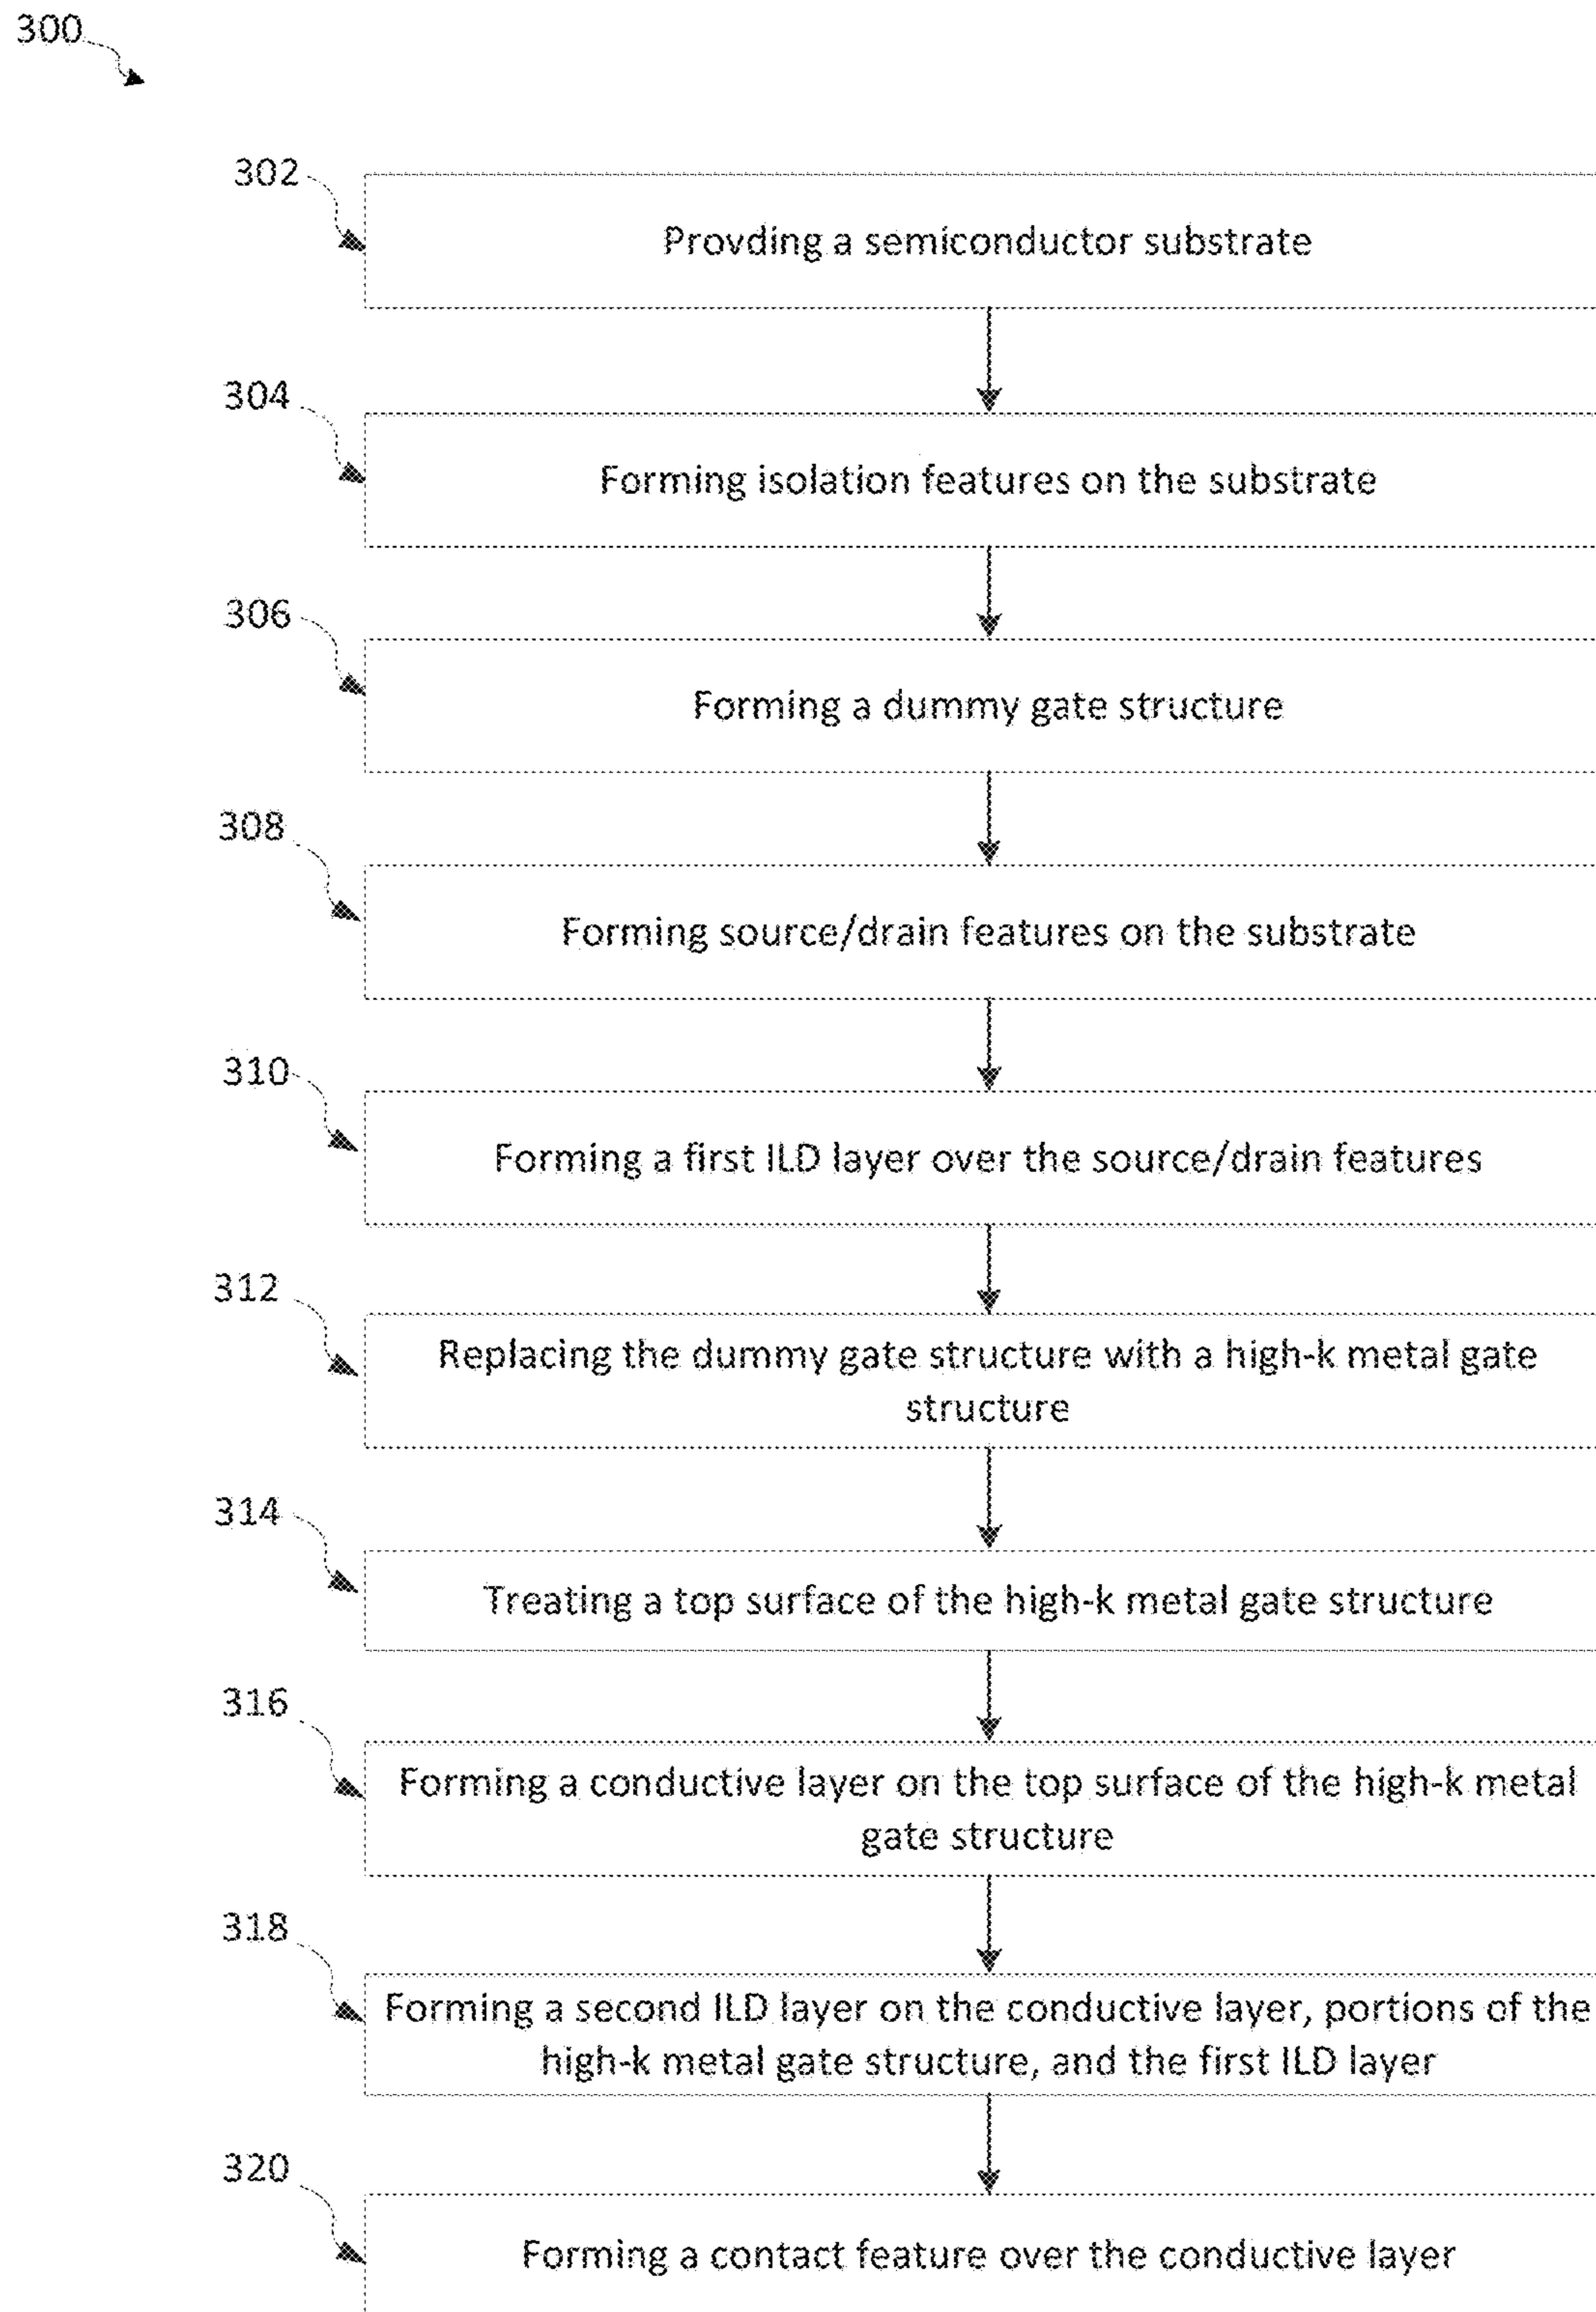 300
302
Provding a semiconductor substrate
304
Forming isolation features on the substrate
306
Forming a dummy gate structure
308
Forming source/drain features on the substrate
310
Forming a first ILD layer over the source/drain features
312
Replacing the dummy gate structure with a high-k metal gate
structure
314
Treating a top surface of the high-k metal gate structure
316
Forming a conductive layer on the top surface of the high-k metal
gate structure
318
Forming a second ILD layer on the conductive layer, portions of the
high-k metal gate structure, and the first ILD layer
320
Forming a contact feature over the conductive layer